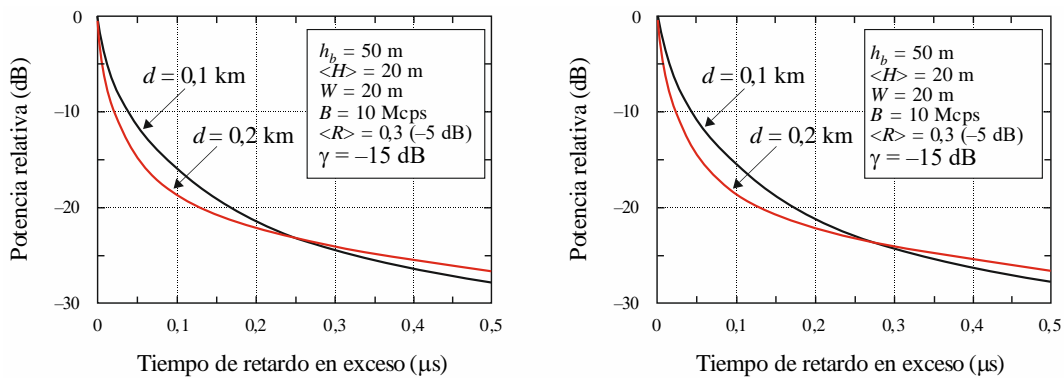 Potencia relativa (dB)
0
–10
–20
–30
d = 0,1 km
d = 0,2 km
h_b = 50 m
<H> = 20 m
W = 20 m
B = 10 Mcps
<R> = 0,3 (–5 dB)
γ = –15 dB
0 0,1 0,2 0,3 0,4 0,5
Tiempo de retardo en exceso (μs)
Potencia relativa (dB)
0
–10
–20
–30
d = 0,1 km
d = 0,2 km
h_b = 50 m
<H> = 20 m
W = 20 m
B = 10 Mcps
<R> = 0,3 (–5 dB)
γ = –15 dB
0 0,1 0,2 0,3 0,4 0,5
Tiempo de retardo en exceso (μs)